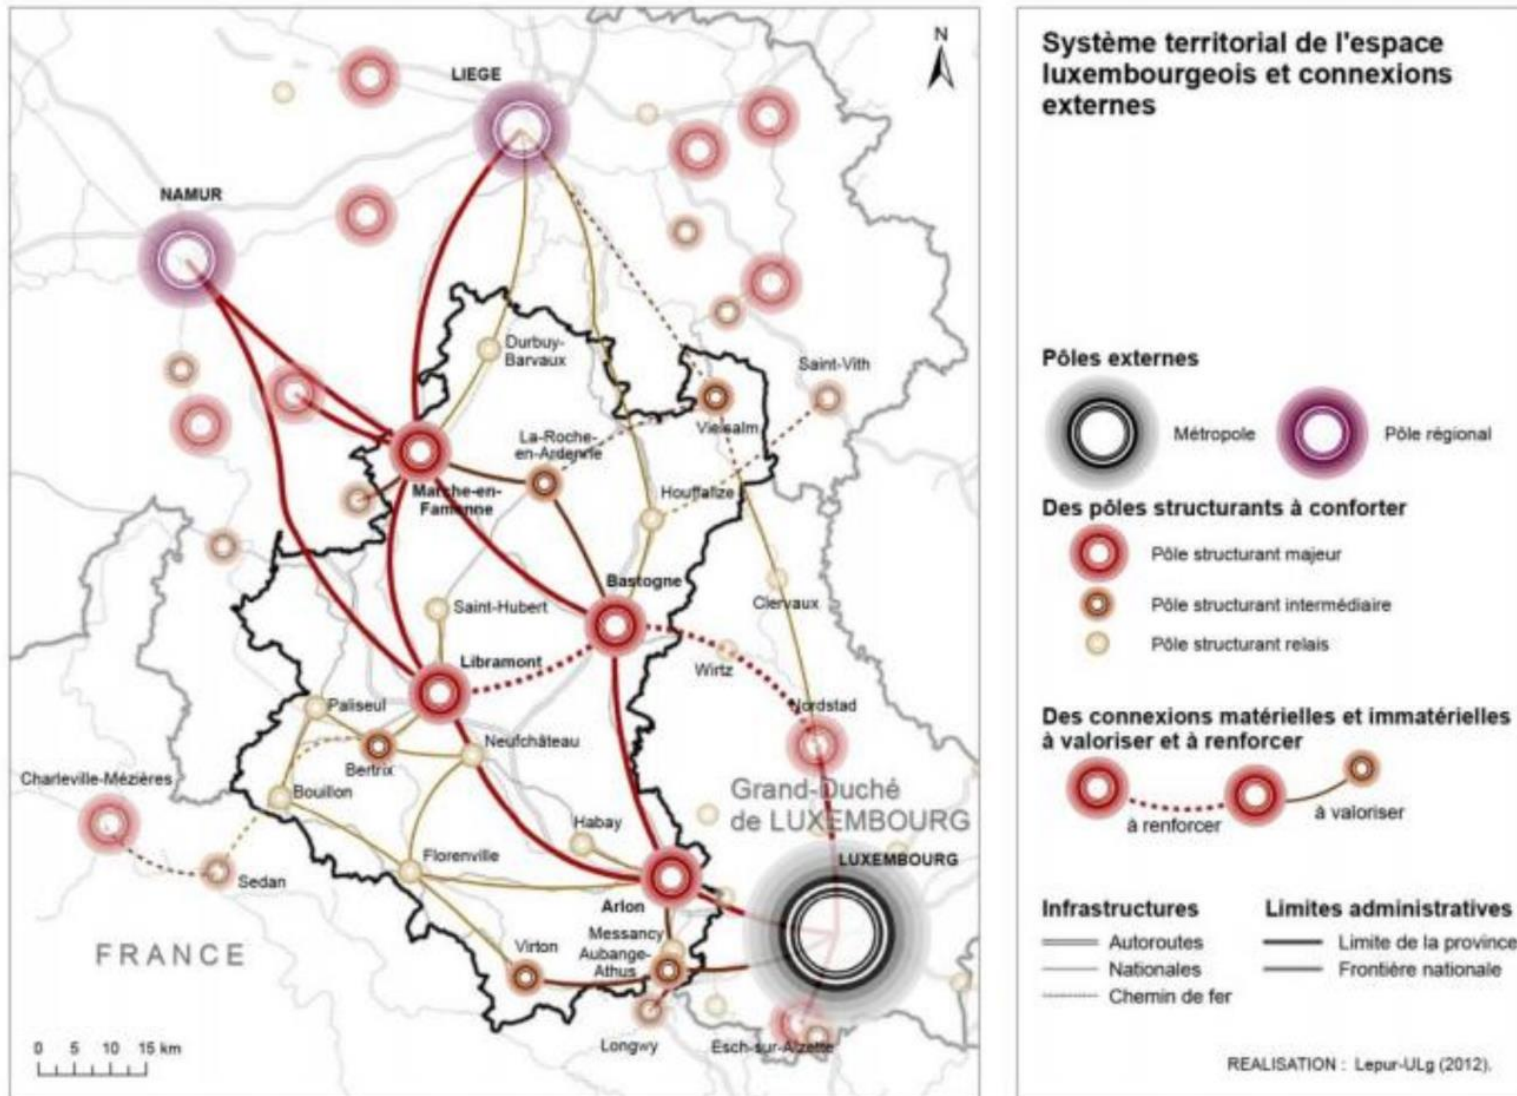 N
LIEGE
NAMUR
Durbuy-
Barvaux
Saint-Vith
Vielsalm
La-Roche-
en-Ardenne
Marche-en-
Famenne
Houffalize
Bastogne
Clervaux
Saint-Hubert
Libramont
Wirtz
Paliseul
Nordstad
Neufchâteau
Bertrix
Charleville-Mézières
Bouillon
Grand-Duché
de LUXEMBOURG
Habay
Florenville
LUXEMBOURG
Sedan
Arlon
FRANCE
Messancy
Virton
Aubange-
Athus
Longwy
Esch-sur-Alzette
0 5 10 15 km
Système territorial de l'espace
luxembourgeois et connexions
externes
Pôles externes
Métropole
Pôle régional
Des pôles structurants à conforter
Pôle structurant majeur
Pôle structurant intermédiaire
Pôle structurant relais
Des connexions matérielles et immatérielles
à valoriser et à renforcer
à renforcer
à valoriser
Infrastructures
Autoroutes
Nationales
Chemin de fer
Limites administratives
Limite de la province
Frontière nationale
REALISATION : Lepur-ULg (2012).